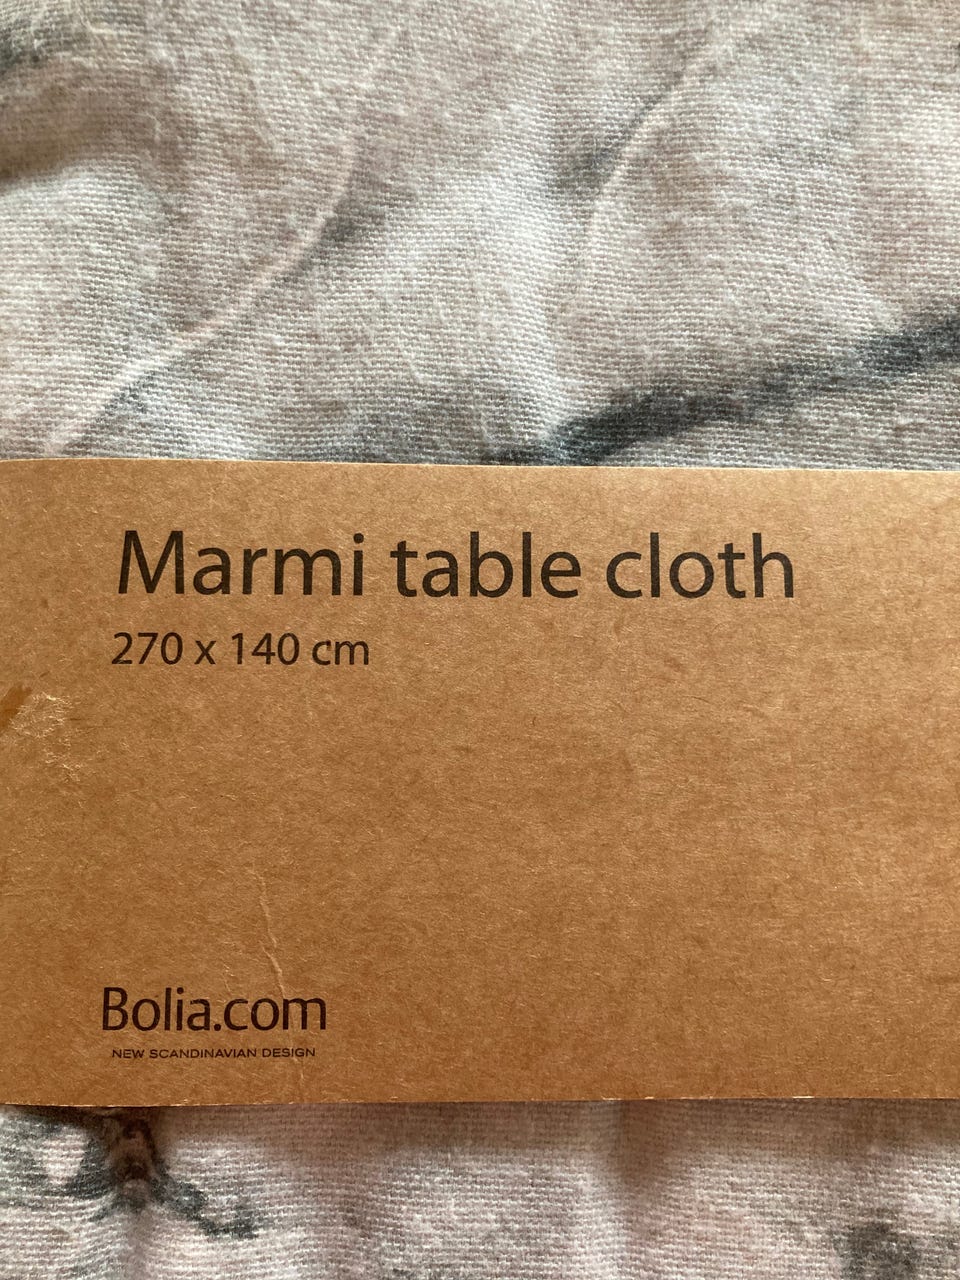 Marmi table cloth
270 x 140 cm
Bolia.com
NEW SCANDINAVIAN DESIGN